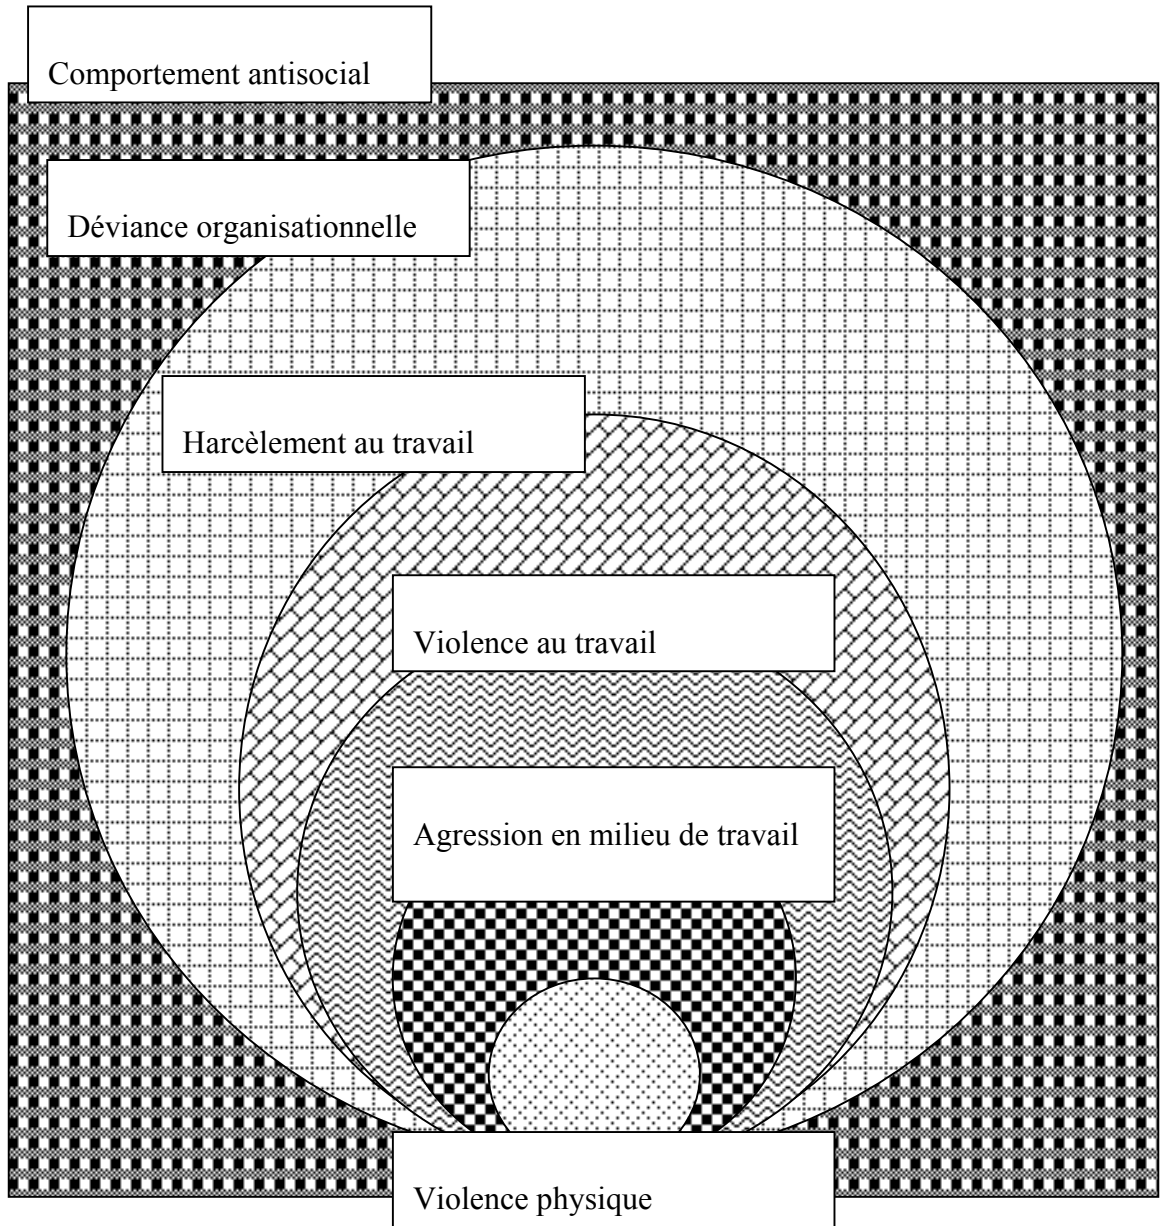 Comportement antisocial
Déviance organisationnelle
Harcèlement au travail
Violence au travail
Agression en milieu de travail
Violence physique